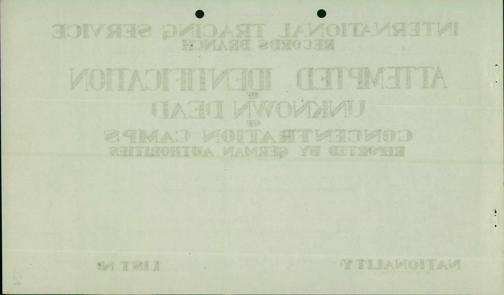 INTERNATIONAL TRACING SERVICE
RECORDS BRANCH
ATTEMPTED IDENTIFICATION
OF
UNKNOWN DEAD
OF
CONCENTRATION CAMPS
REPORTED BY GERMAN AUTHORITIES
NATIONALITY: LIST Nº